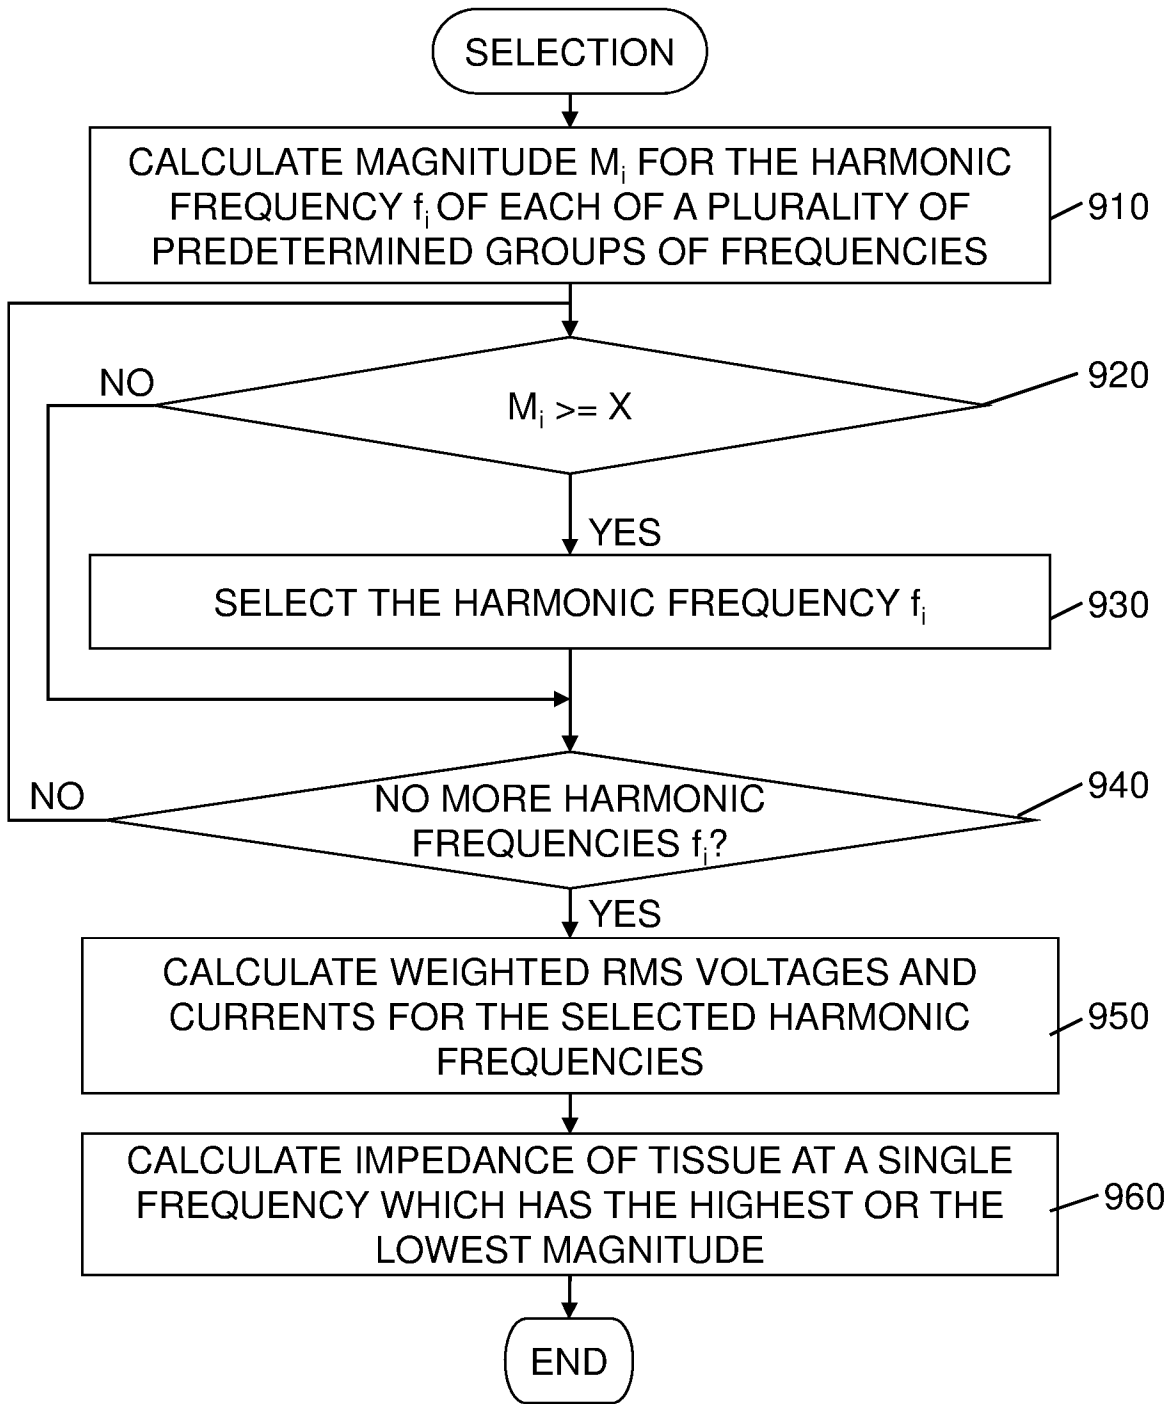 SELECTION
CALCULATE MAGNITUDE Mi FOR THE HARMONIC
FREQUENCY fi OF EACH OF A PLURALITY OF
PREDETERMINED GROUPS OF FREQUENCIES
910
NO
Mi >= X
920
YES
SELECT THE HARMONIC FREQUENCY fi
930
NO
NO MORE HARMONIC
FREQUENCIES fi?
940
YES
CALCULATE WEIGHTED RMS VOLTAGES AND
CURRENTS FOR THE SELECTED HARMONIC
FREQUENCIES
950
CALCULATE IMPEDANCE OF TISSUE AT A SINGLE
FREQUENCY WHICH HAS THE HIGHEST OR THE
LOWEST MAGNITUDE
960
END